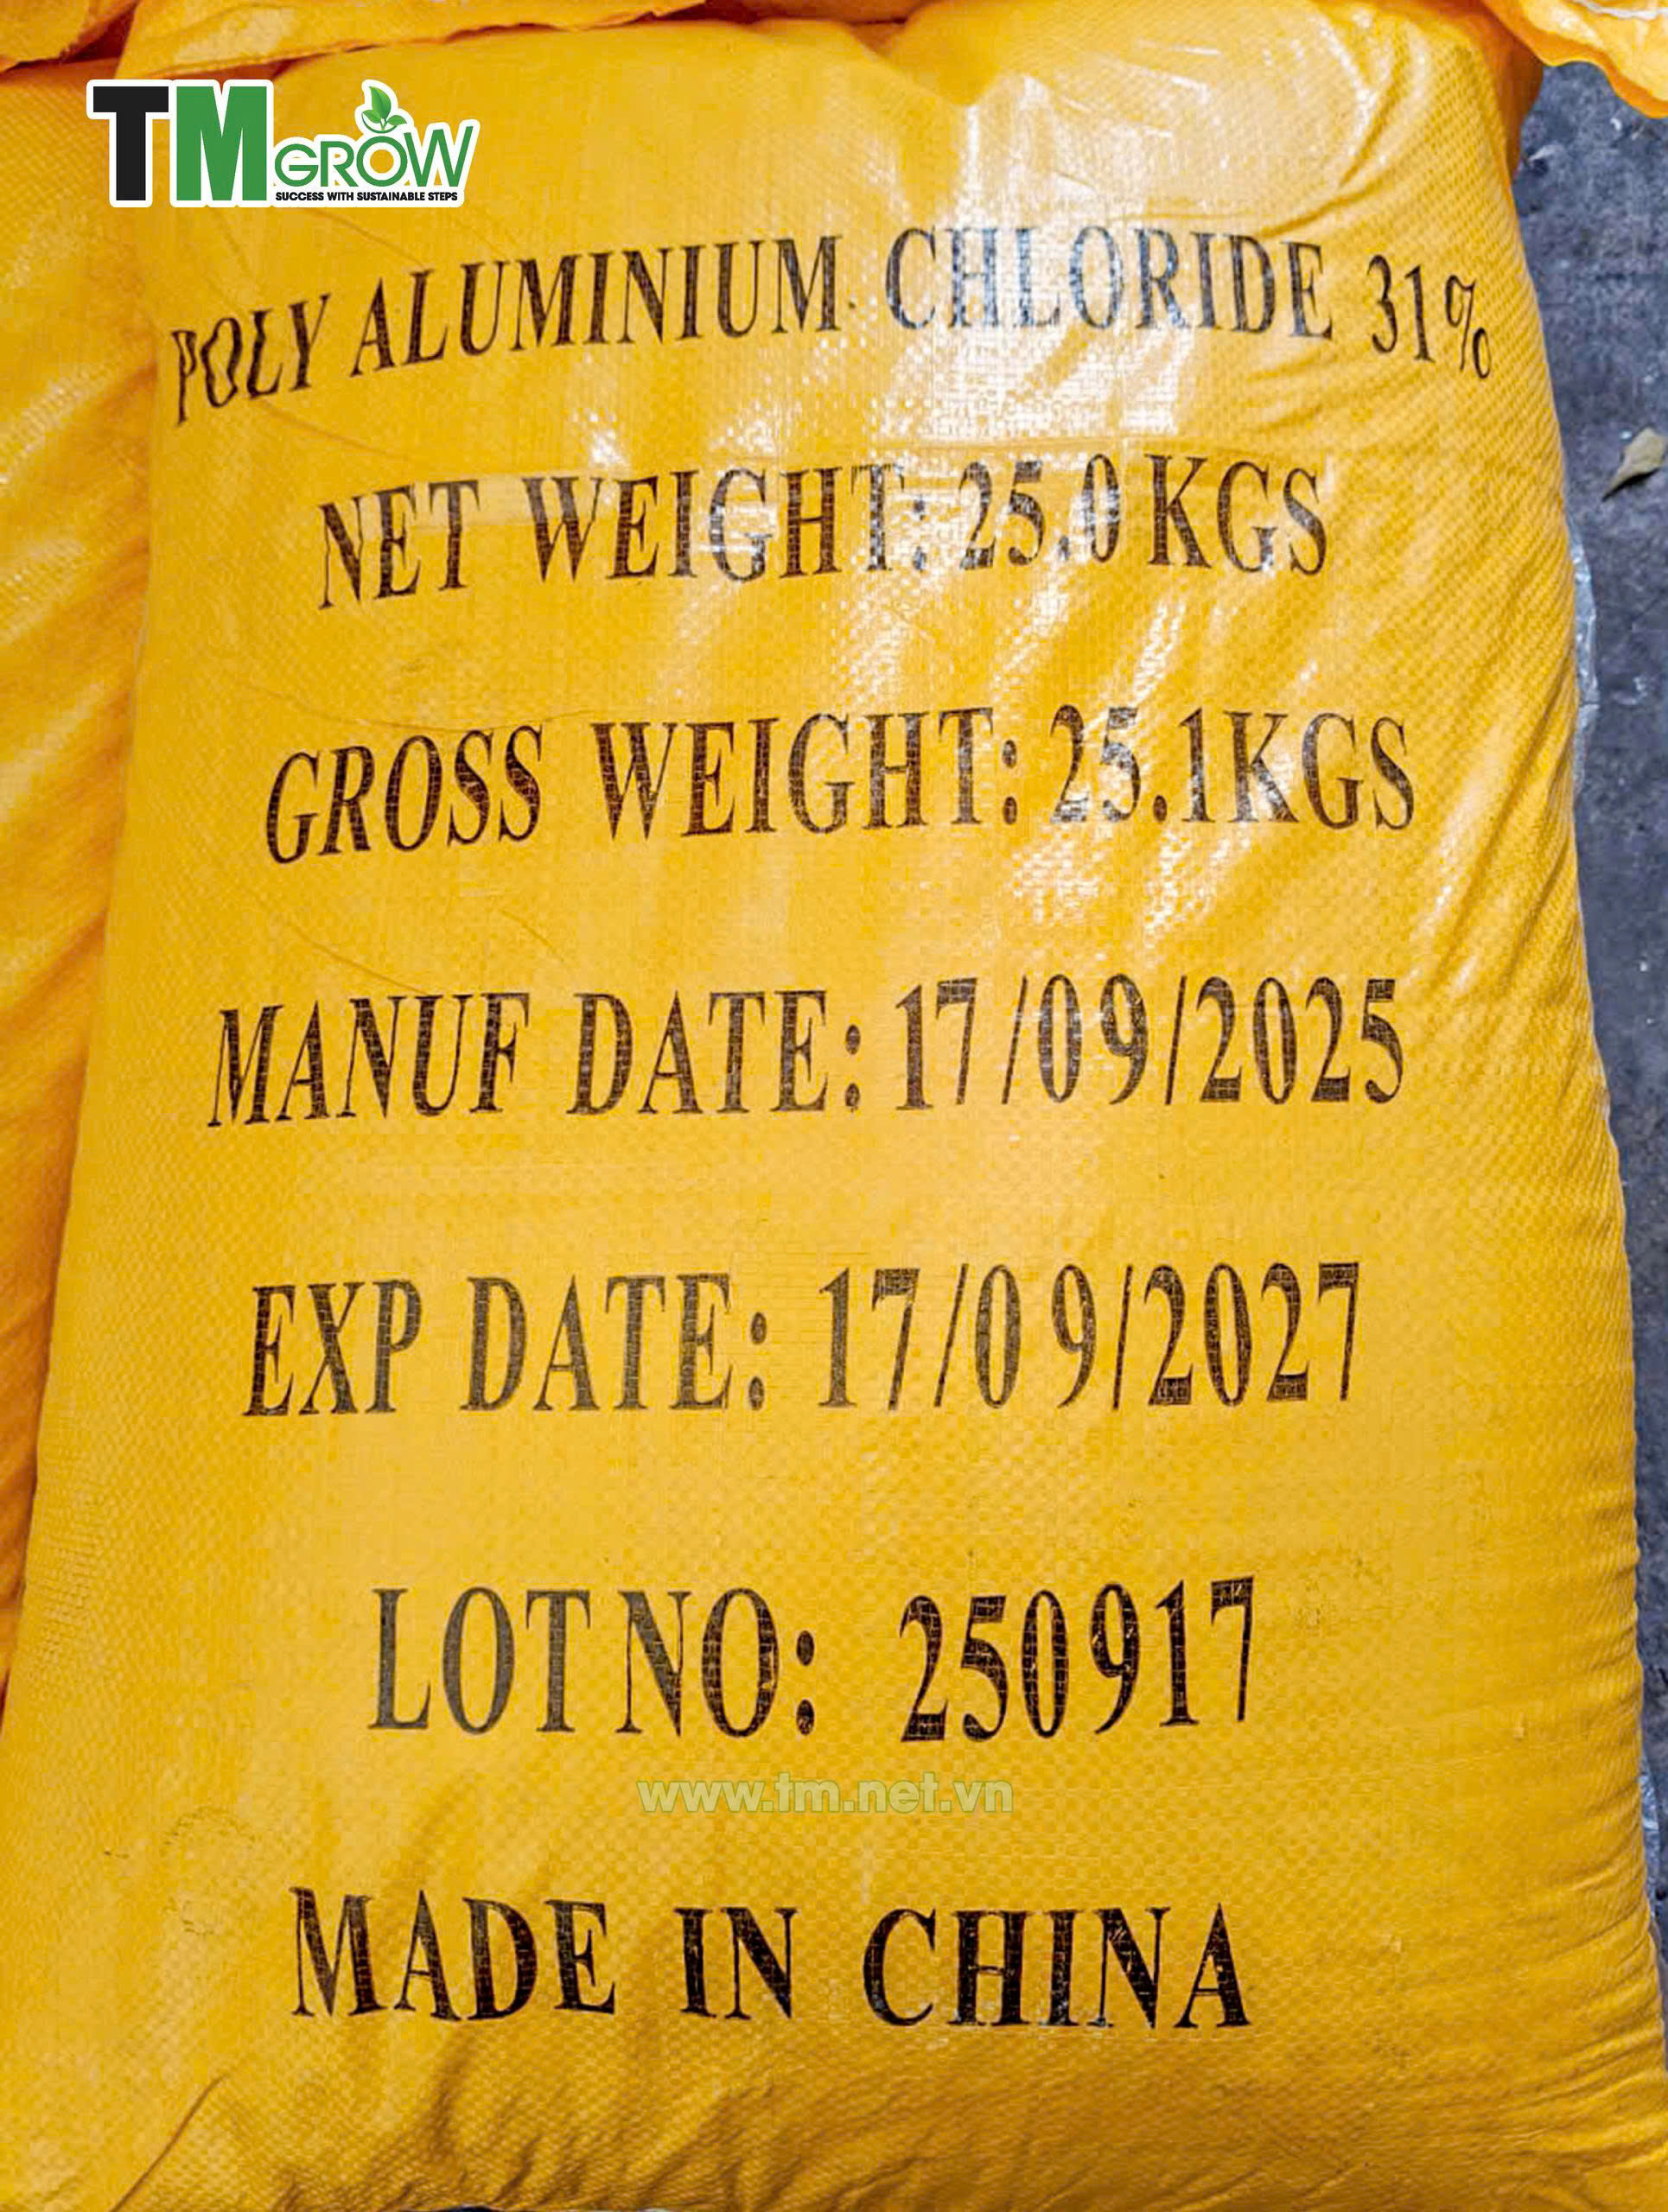 TM GROW
SUCCESS WITH SUSTAINABLE STEPS
POLY ALUMINIUM CHLORIDE 31%
NET WEIGHT: 25.0 KGS
GROSS WEIGHT: 25.1KGS
MANUF DATE: 17/09/2025
EXP DATE: 17/09/2027
LOT NO: 250917
www.tm.net.vn
MADE IN CHINA